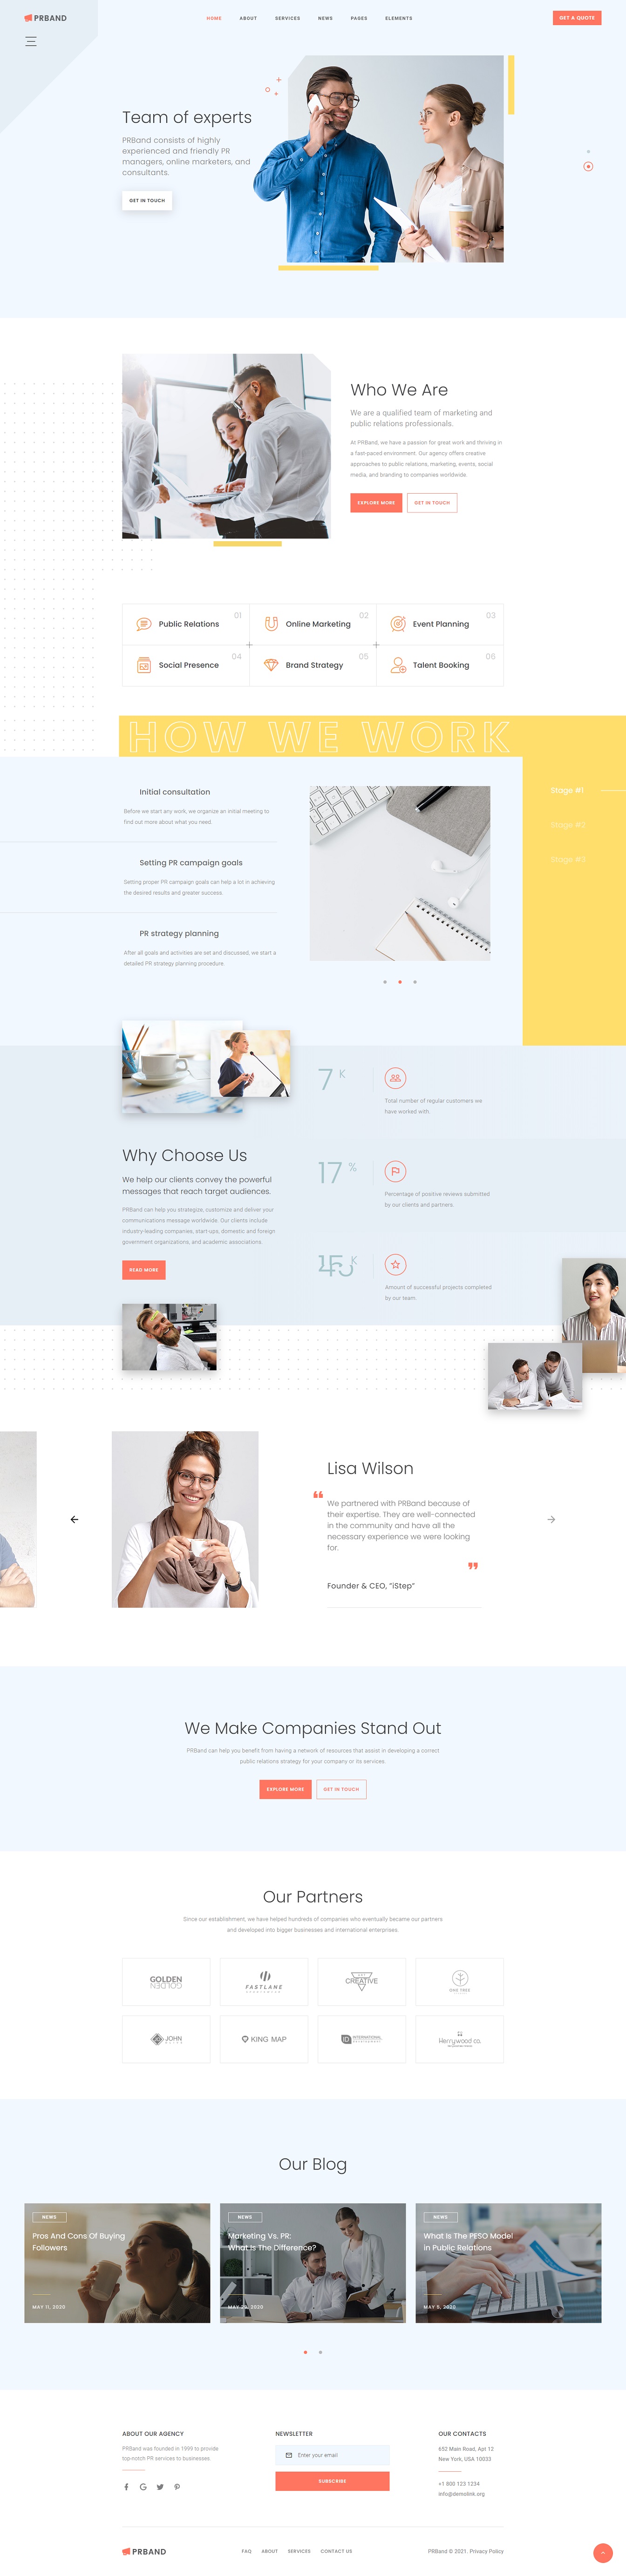 PRBAND
HOME ABOUT SERVICES NEWS PAGES ELEMENTS
GET A QUOTE
Team of experts
PRBand consists of highly
experienced and friendly PR
managers, online marketers, and
consultants.
GET IN TOUCH
Who We Are
We are a qualified team of marketing and
public relations professionals.
At PRBand, we have a passion for great work and thriving in
a fast-paced environment. Our agency offers creative
approaches to public relations, marketing, events, social
media, and branding to companies worldwide.
EXPLORE MORE GET IN TOUCH
01 Public Relations
02 Online Marketing
03 Event Planning
04 Social Presence
05 Brand Strategy
06 Talent Booking
HOW WE WORK
Initial consultation
Before we start any work, we organize an initial meeting to
find out more about what you need.
Setting PR campaign goals
Setting proper PR campaign goals can help a lot in achieving
the desired results and greater success.
PR strategy planning
After all goals and activities are set and discussed, we start a
detailed PR strategy planning procedure.
Stage #1
Stage #2
Stage #3
Why Choose Us
We help our clients convey the powerful
messages that reach target audiences.
PRBand can help you strategize, customize and deliver your
communications message worldwide. Our clients include
industry-leading companies, start-ups, domestic and foreign
government organizations, and academic associations.
READ MORE
7 K
Total number of regular customers we
have worked with.
17 %
Percentage of positive reviews submitted
by our clients and partners.
K
Amount of successful projects completed
by our team.
Lisa Wilson
We partnered with PRBand because of
their expertise. They are well-connected
in the community and have all the
necessary experience we were looking
for.
Founder & CEO, “iStep”
We Make Companies Stand Out
PRBand can help you benefit from having a network of resources that assist in developing a correct
public relations strategy for your company or its services.
EXPLORE MORE GET IN TOUCH
Our Partners
Since our establishment, we have helped hundreds of companies who eventually became our partners
and developed into bigger businesses and international enterprises.
GOLDEN
GOLDEN
FASTLANE
CREATIVE
ONE TREE
JOHN
KING MAP
INTERNATIONAL
Herrywood co.
Our Blog
NEWS
Pros And Cons Of Buying
Followers
MAY 11, 2020
NEWS
Marketing Vs. PR:
What Is The Difference?
NEWS
What Is The PESO Model
in Public Relations
MAY 5, 2020
ABOUT OUR AGENCY
PRBand was founded in 1999 to provide
top-notch PR services to businesses.
NEWSLETTER
Enter your email
SUBSCRIBE
OUR CONTACTS
652 Main Road, Apt 12
New York, USA 10033
+1 800 123 1234
info@demolink.org
PRBAND
FAQ ABOUT SERVICES CONTACT US
PRBand © 2021. Privacy Policy